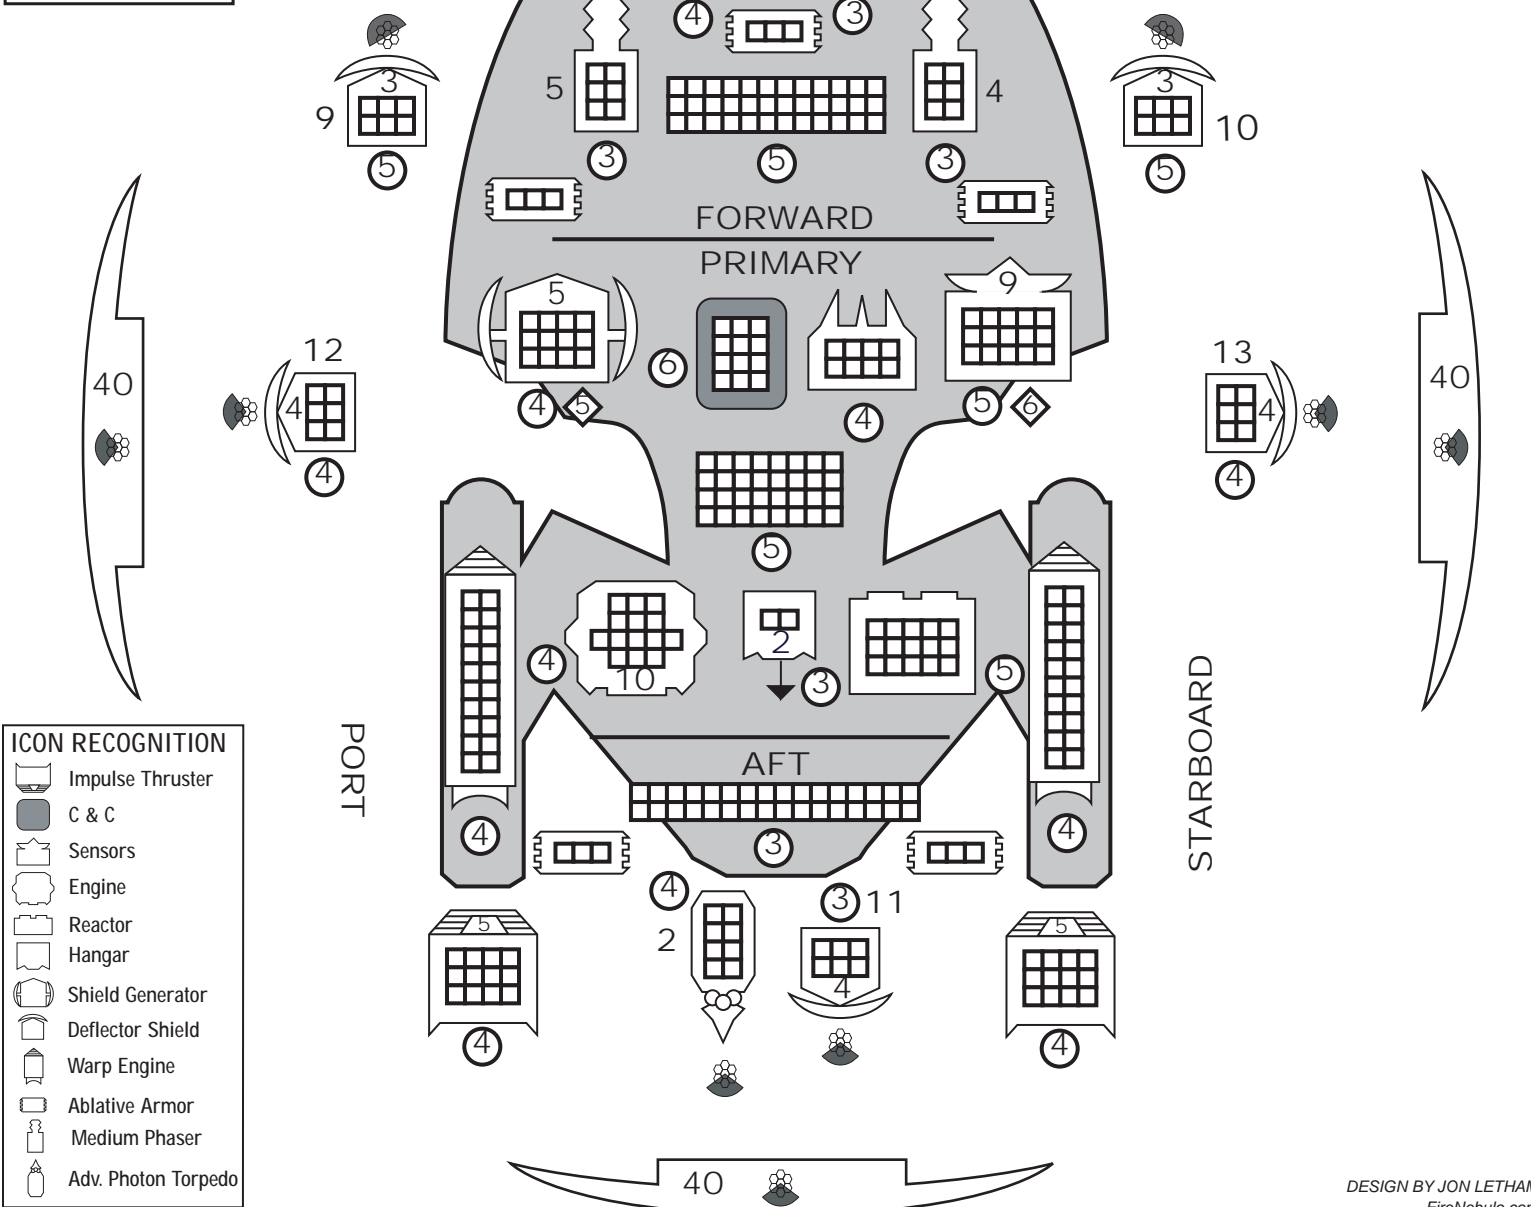 4 3
3 5 4 3
9 10
5 3 5 3 5
FORWARD
PRIMARY
5 9
12 13
6
40 4 4 40
4 5 4 5 6
4 4
5
2
4 10 3 5
ICON RECOGNITION
Impulse Thruster
C & C
Sensors
Engine
Reactor
Hangar
Shield Generator
Deflector Shield
Warp Engine
Ablative Armor
Medium Phaser
Adv. Photon Torpedo
PORT
STARBOARD
AFT
4 3 4
4 3 11
5 2 5
4
4 4
40
DESIGN BY JON LETHAM